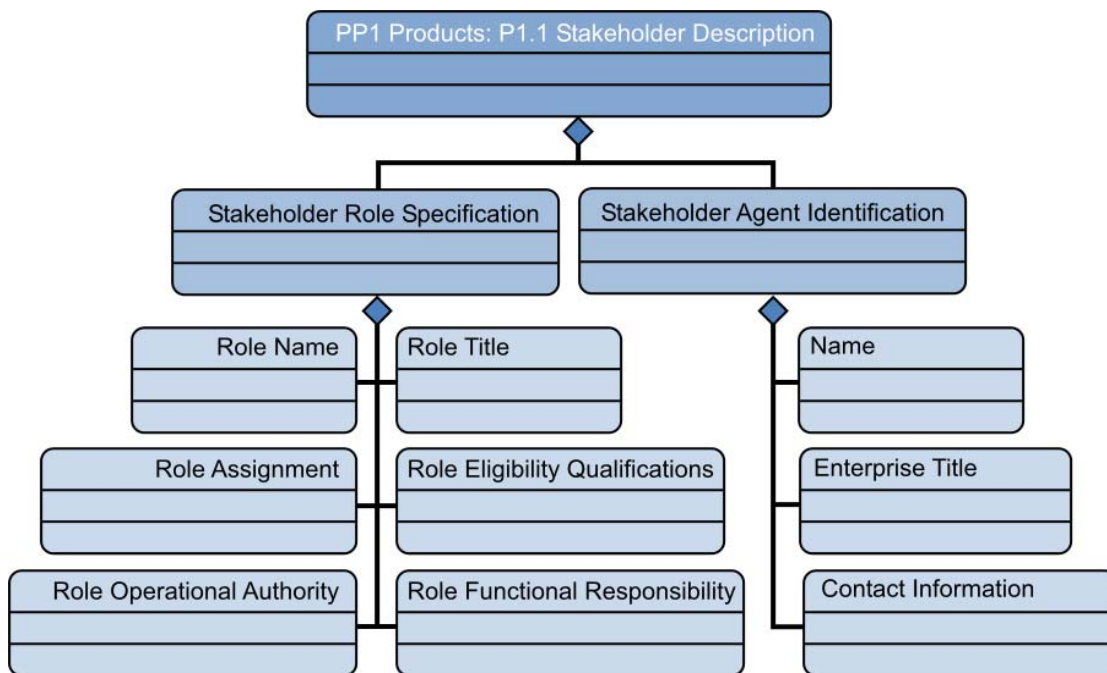 PP1 Products: P1.1 Stakeholder Description
Stakeholder Role Specification
Stakeholder Agent Identification
Role Name
Role Title
Name
Role Assignment
Role Eligibility Qualifications
Enterprise Title
Role Operational Authority
Role Functional Responsibility
Contact Information